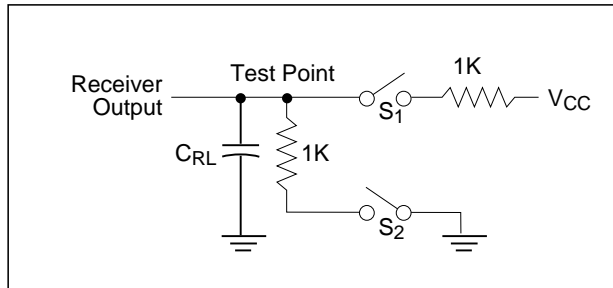 Receiver
Output
Test Point
1K
VCC
S1
CRL
1K
S2